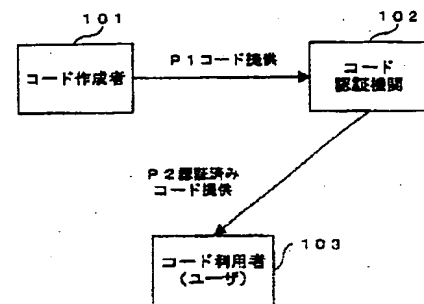 101
コード作成者
P1コード提供
102
コード
認証機関
P2認証済み
コード提供
103
コード利用者
(ユーザ)